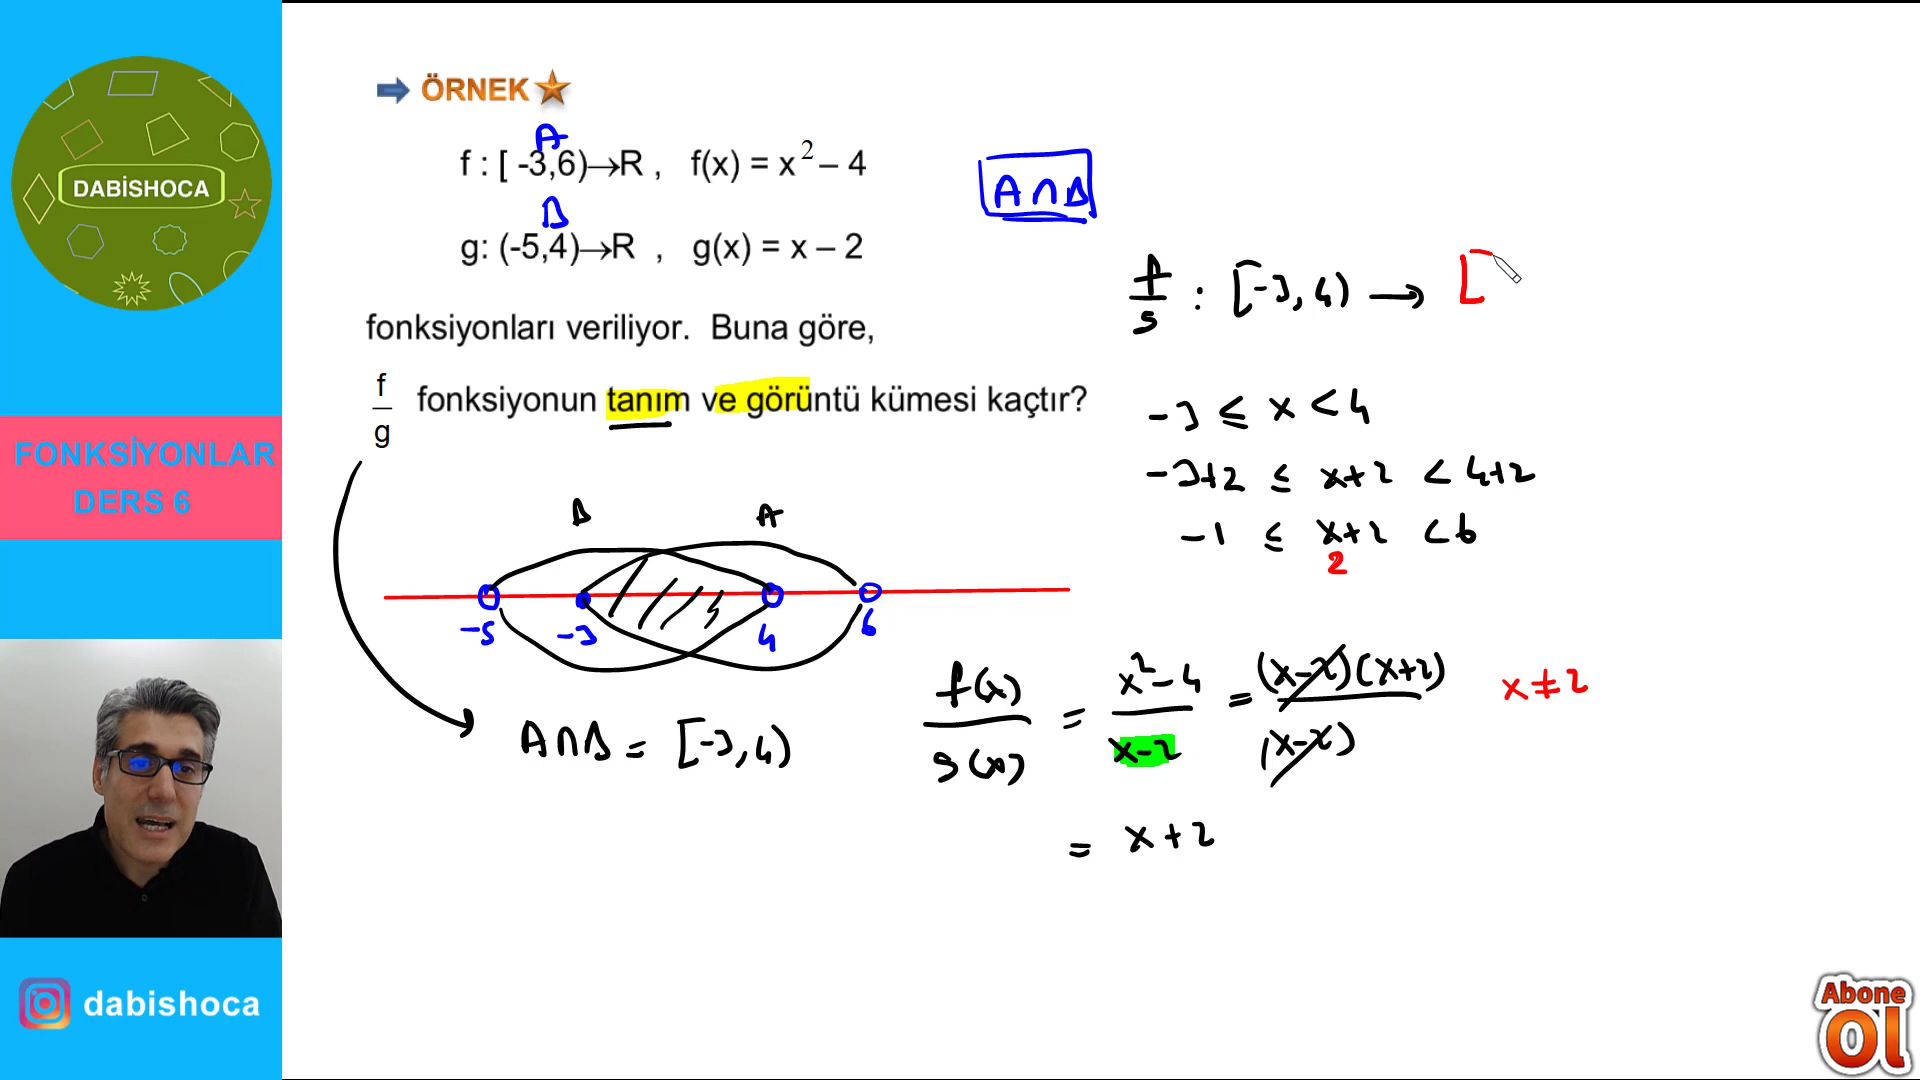 DABİSHOCA
FONKSİYONLAR
DERS 6
dabishoca
ÖRNEK
A
f : [ -3,6)→R , f(x) = x² – 4
B
g: (-5,4)→R , g(x) = x – 2
fonksiyonları veriliyor. Buna göre,
f/g fonksiyonun tanım ve görüntü kümesi kaçtır?
B A
-5 -3 4 6
A∩B = [-3,4)
A∩B
f/g : [-3,4) → [
-3 ≤ x < 4
-3+2 ≤ x+2 < 4+2
-1 ≤ x+2 < 6
2
f(x)/g(x) = x²-4/x-2 = (x-2)(x+2)/(x-2) x≠2
= x+2
Abone
Ol